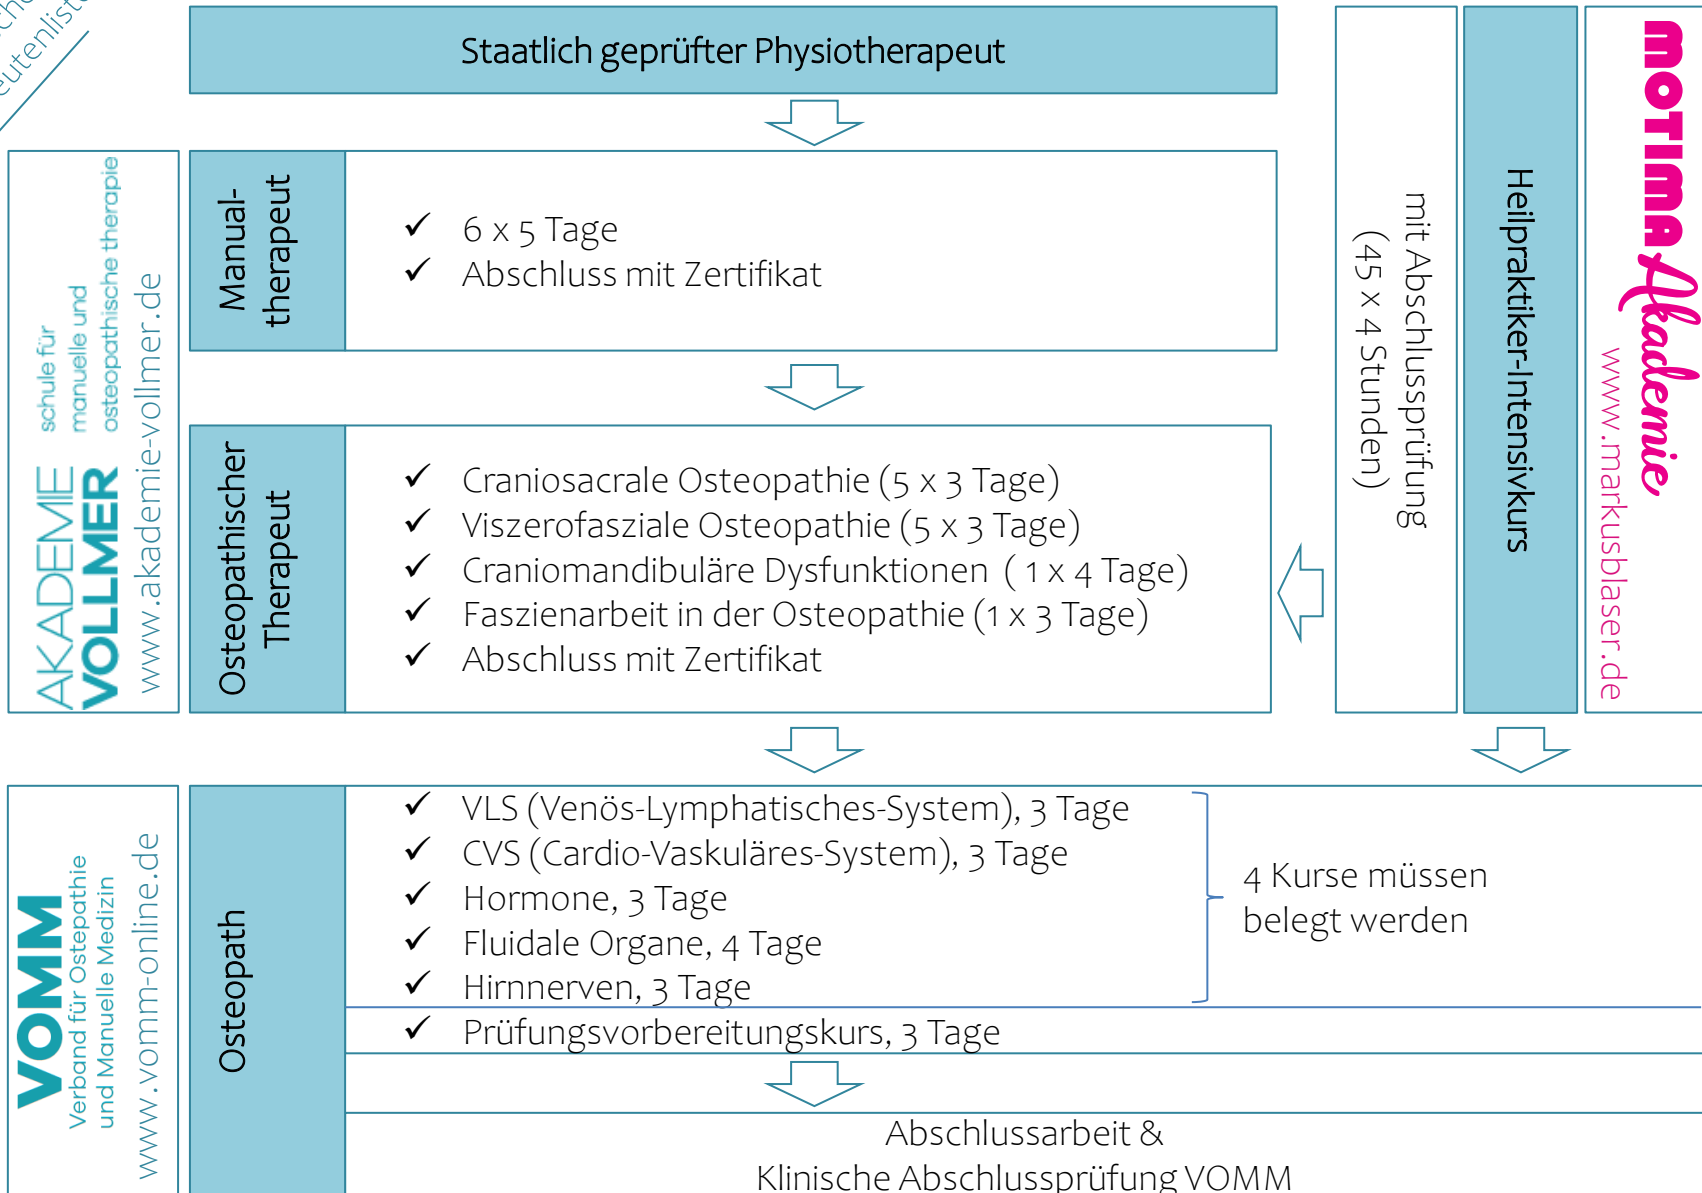 eutenliste
Staatlich geprüfter Physiotherapeut
schule für
manuelle und
osteopathische therapie
AKADEMIE
VOLLMER
www.akademie-vollmer.de
Manual-
therapeut
✓ 6 x 5 Tage
✓ Abschluss mit Zertifikat
Osteopathischer
Therapeut
✓ Craniosacrale Osteopathie (5 x 3 Tage)
✓ Viszerofasziale Osteopathie (5 x 3 Tage)
✓ Craniomandibuläre Dysfunktionen ( 1 x 4 Tage)
✓ Faszienarbeit in der Osteopathie (1 x 3 Tage)
✓ Abschluss mit Zertifikat
mit Abschlussprüfung
(45 x 4 Stunden)
Heilpraktiker-Intensivkurs
MOTIMA Akademie
www.markusblaser.de
VOMM
Verband für Ostepathie
und Manuelle Medizin
www.vomm-online.de
Osteopath
✓ VLS (Venös-Lymphatisches-System), 3 Tage
✓ CVS (Cardio-Vaskuläres-System), 3 Tage
✓ Hormone, 3 Tage
✓ Fluidale Organe, 4 Tage
✓ Hirnnerven, 3 Tage
4 Kurse müssen
belegt werden
✓ Prüfungsvorbereitungskurs, 3 Tage
Abschlussarbeit &
Klinische Abschlussprüfung VOMM